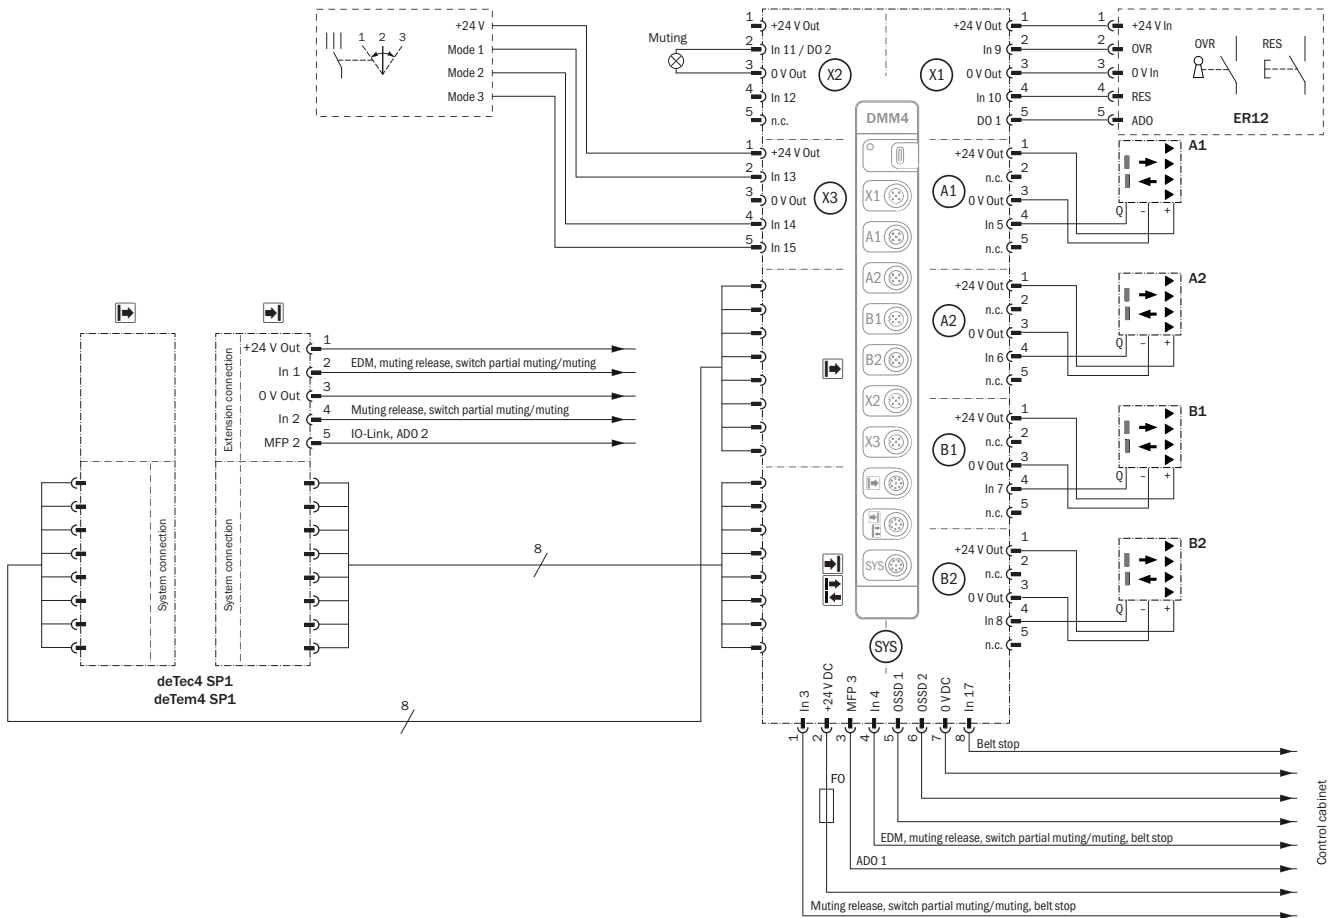 +24 V
Mode 1
Mode 2
Mode 3
1 2 3
Muting
1 +24 V Out
2 In 11 / DO 2
3 0 V Out
4 In 12
5 n.c.
X2
1 +24 V Out
2 In 13
3 0 V Out
4 In 14
5 In 15
X3
DMM4
X1
A1
A2
B1
B2
X2
X3
SYS
SYS
X1
+24 V Out 1
In 9 2
0 V Out 3
In 10 4
DO 1 5
1 +24 V In
2 OVR
3 0 V In
4 RES
5 ADO
OVR RES
ER12
A1
+24 V Out 1
n.c. 2
0 V Out 3
In 5 4
n.c. 5
A1
Q – +
A2
+24 V Out 1
n.c. 2
0 V Out 3
In 6 4
n.c. 5
A2
Q – +
B1
+24 V Out 1
n.c. 2
0 V Out 3
In 7 4
n.c. 5
B1
Q – +
B2
+24 V Out 1
n.c. 2
0 V Out 3
In 8 4
n.c. 5
B2
Q – +
Extension connection
+24 V Out 1
In 1 2 EDM, muting release, switch partial muting/muting
0 V Out 3
In 2 4 Muting release, switch partial muting/muting
MFP 2 5 IO-Link, ADO 2
System connection
System connection
8
deTec4 SP1
deTem4 SP1
8
In 3
+24 V DC
MFP 3
In 4
OSSD 1
OSSD 2
0 V DC
In 17
1 2 3 4 5 6 7 8
Belt stop
F0
EDM, muting release, switch partial muting/muting, belt stop
ADO 1
Muting release, switch partial muting/muting, belt stop
Control cabinet